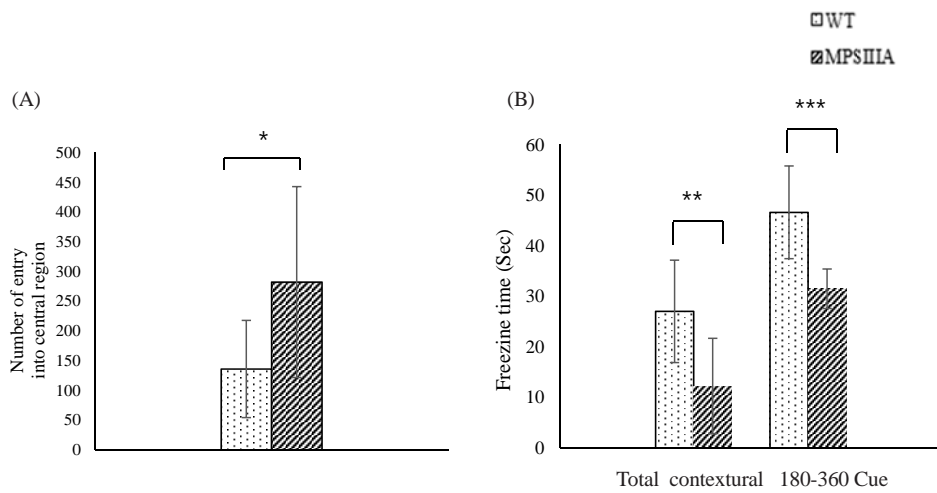 WT
MPSIIIA
(A)
(B)
*
500
450
400
350
300
250
200
150
100
50
0
Number of entry
into central region
***
**
60
50
40
30
20
10
0
Freezine time (Sec)
Total contextural 180-360 Cue